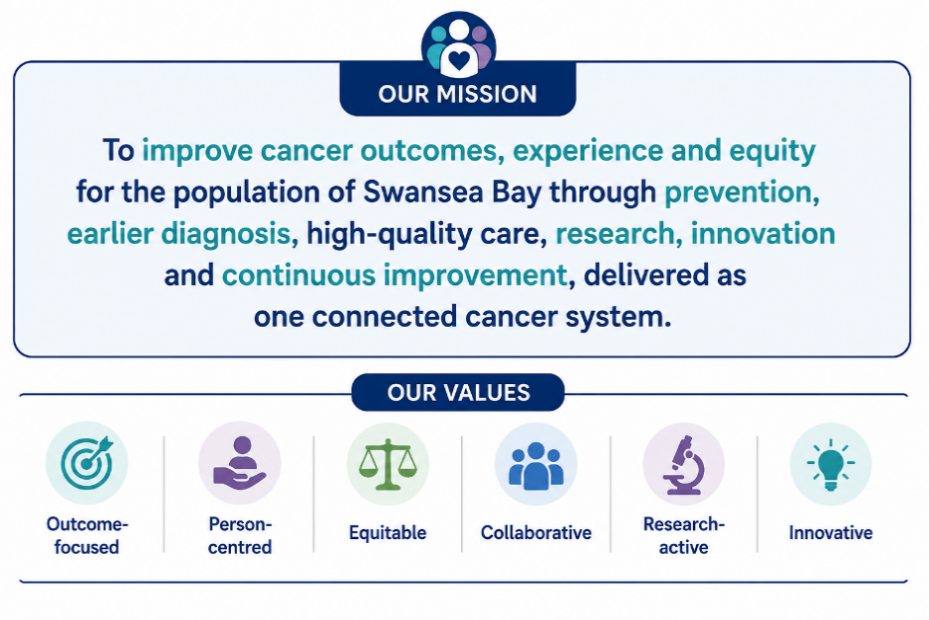 OUR MISSION
To improve cancer outcomes, experience and equity
for the population of Swansea Bay through prevention,
earlier diagnosis, high-quality care, research, innovation
and continuous improvement, delivered as
one connected cancer system.
OUR VALUES
Outcome-
focused
Person-
centred
Equitable
Collaborative
Research-
active
Innovative